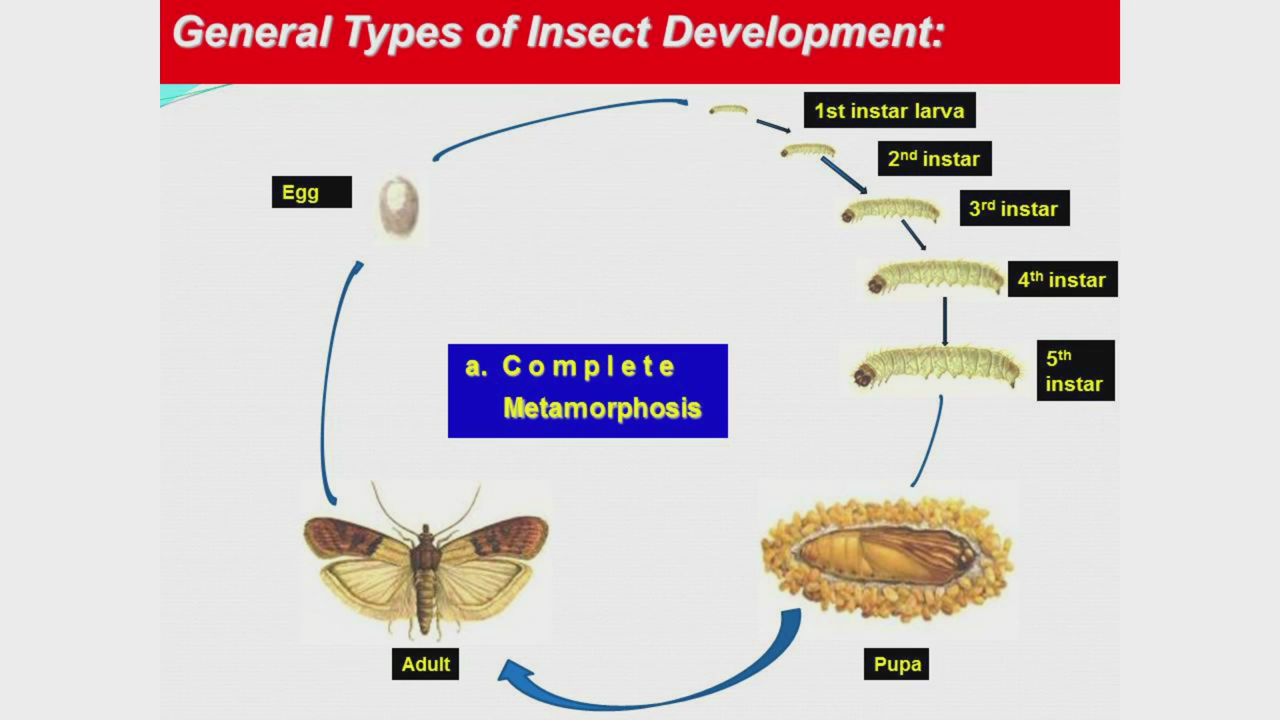 General Types of Insect Development:
1st instar larva
2nd instar
3rd instar
4th instar
5th
instar
Egg
a. Complete
Metamorphosis
Adult
Pupa